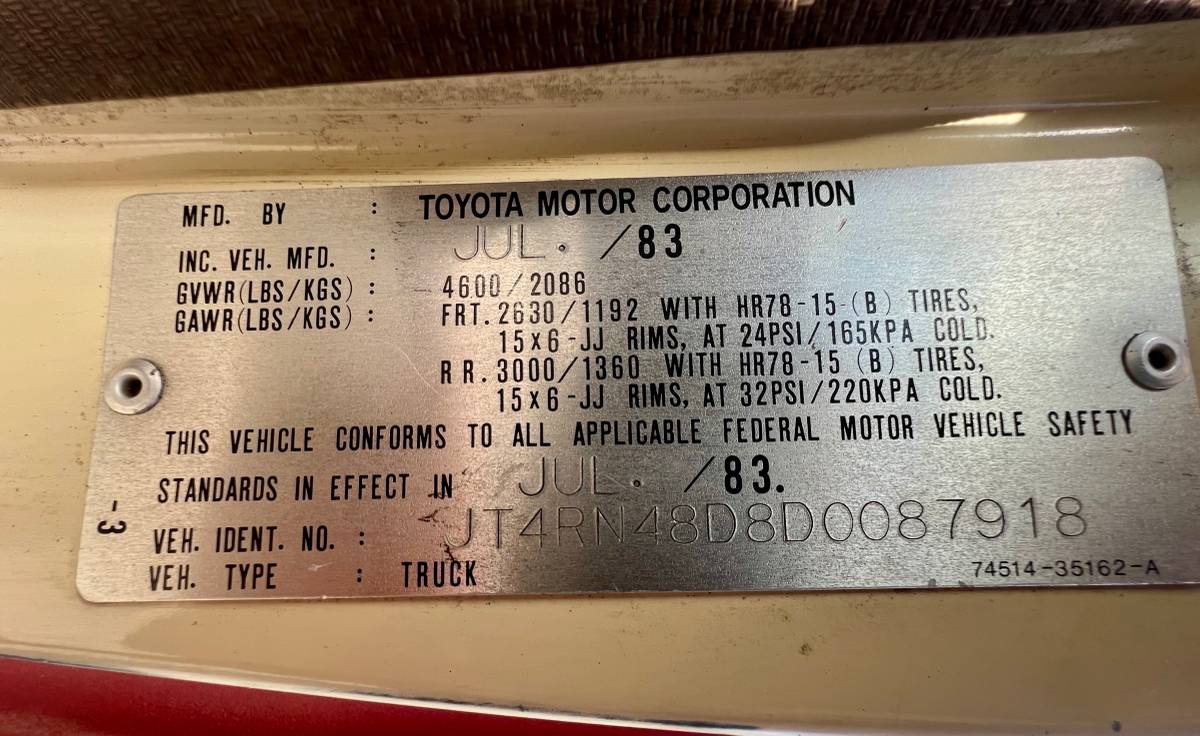 MFD. BY : TOYOTA MOTOR CORPORATION
INC. VEH. MFD. : JUL. /83
GVWR(LBS/KGS) : 4600/2086
GAWR(LBS/KGS) : FRT. 2630/1192 WITH HR78-15-(B) TIRES,
15x6-JJ RIMS, AT 24PSI/165KPA COLD.
RR. 3000/1360 WITH HR78-15 (B) TIRES,
15x6-JJ RIMS, AT 32PSI/220KPA COLD.
THIS VEHICLE CONFORMS TO ALL APPLICABLE FEDERAL MOTOR VEHICLE SAFETY
STANDARDS IN EFFECT IN JUL. /83.
VEH. IDENT. NO. : JT4RN48D8D0087918
VEH. TYPE : TRUCK
74514-35162-A
-3